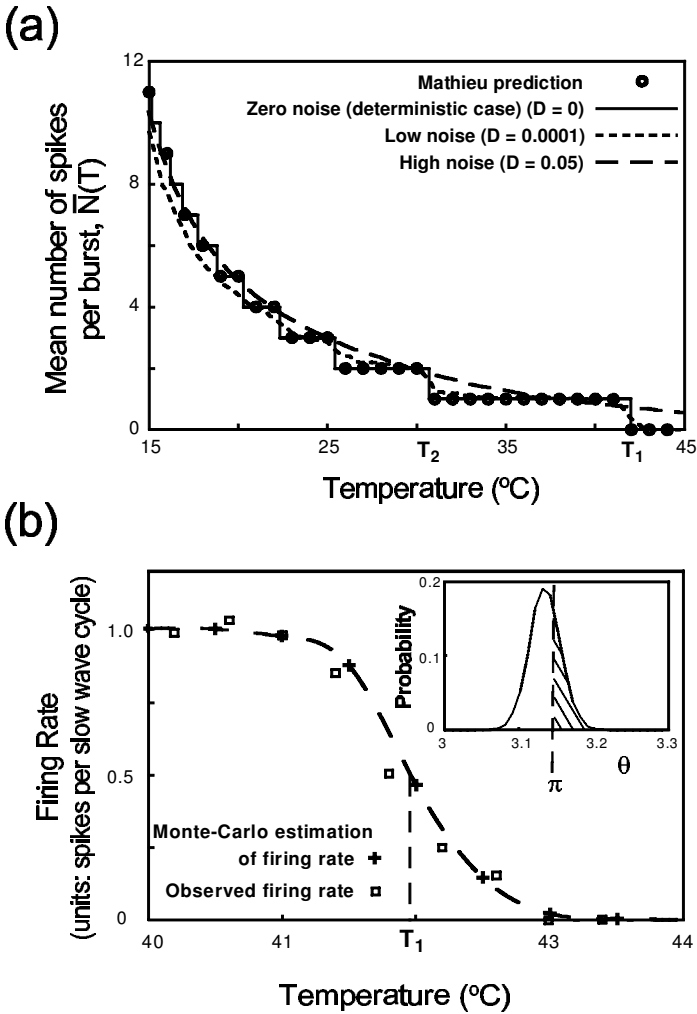 (a)
Mean number of spikes
per burst, N̅(T)
12
8
4
0
Mathieu prediction
Zero noise (deterministic case) (D = 0)
Low noise (D = 0.0001)
High noise (D = 0.05)
15
25
T2
35
T1
45
Temperature (ºC)
(b)
Firing Rate
(units: spikes per slow wave cycle)
1.0
0.5
0
Probability
0.2
0.1
0
3
3.1
3.2
3.3
π
θ
Monte-Carlo estimation
of firing rate
Observed firing rate
40
41
T1
43
44
Temperature (ºC)